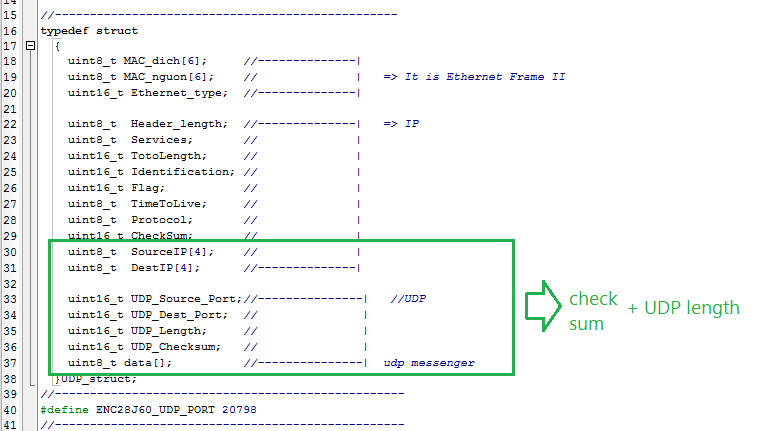 15 //-------------------------------------------------
16 typedef struct
17 {
18 uint8_t MAC_dich[6]; //--------------|
19 uint8_t MAC_nguon[6]; // | => It is Ethernet Frame II
20 uint16_t Ethernet_type; //--------------|
21
22 uint8_t Header_length; //--------------| => IP
23 uint8_t Services; // |
24 uint16_t TotoLength; // |
25 uint16_t Identification; // |
26 uint16_t Flag; // |
27 uint8_t TimeToLive; // |
28 uint8_t Protocol; // |
29 uint16_t CheckSum; // |
30 uint8_t SourceIP[4]; // |
31 uint8_t DestIP[4]; //--------------|
32
33 uint16_t UDP_Source_Port;//---------------| //UDP
34 uint16_t UDP_Dest_Port; // |
35 uint16_t UDP_Length; // |
36 uint16_t UDP_Checksum; // |
37 uint8_t data[]; //---------------| udp messenger
38 }UDP_struct;
39 //--------------------------------------------------
40 #define ENC28J60_UDP_PORT 20798
41 //--------------------------------------------------
check
sum
+ UDP length